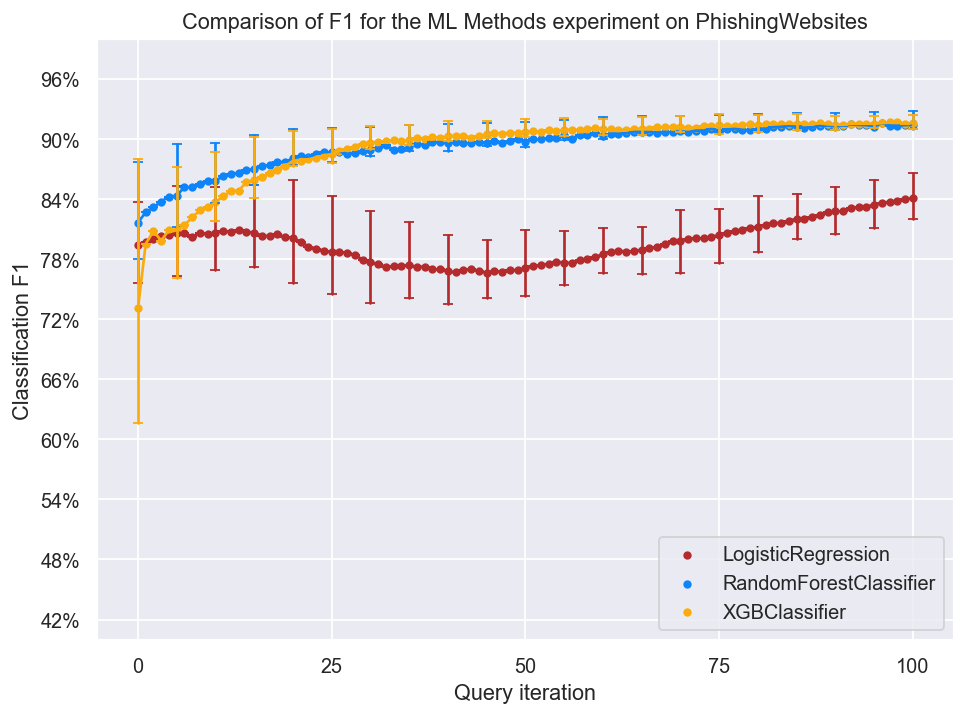 Comparison of F1 for the ML Methods experiment on PhishingWebsites
Classification F1
96%
90%
84%
78%
72%
66%
60%
54%
48%
42%
LogisticRegression
RandomForestClassifier
XGBClassifier
0 25 50 75 100
Query iteration